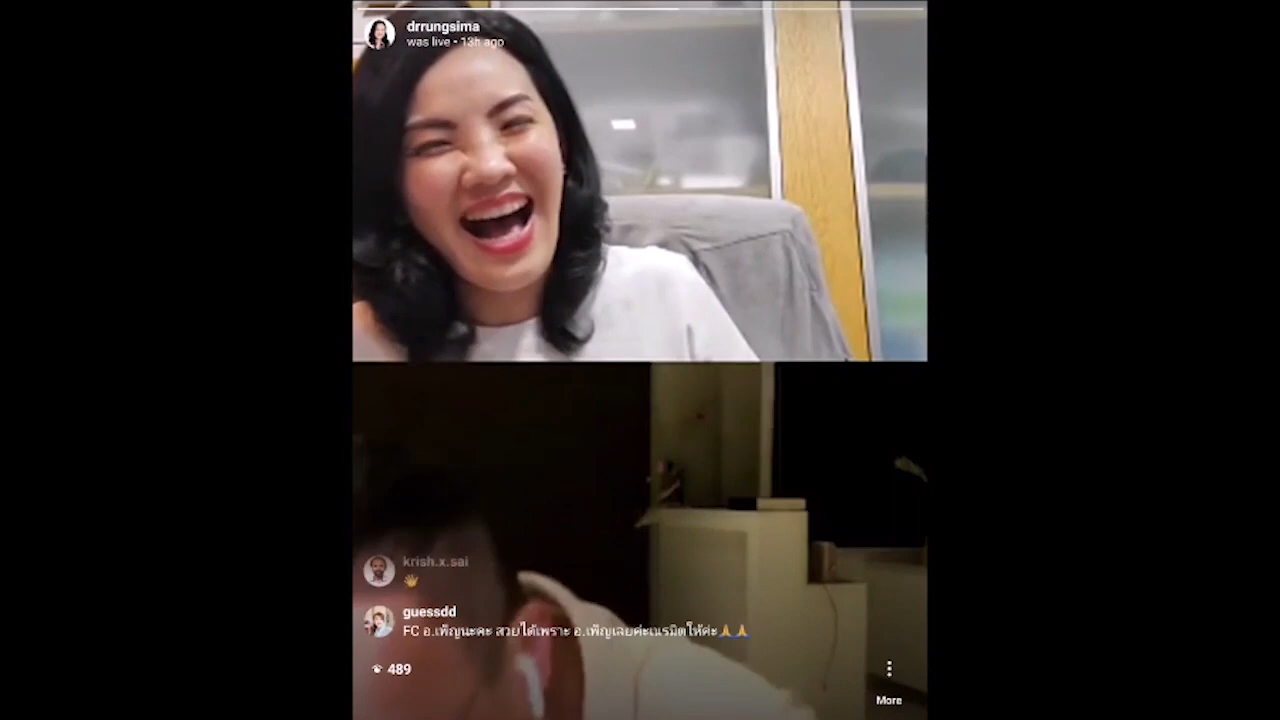 drrungsima
was live • 13h ago
krish.x.sai
👋
guessdd
FC อ.เพ็ญนะคะ สวยได้เพราะ อ.เพ็ญเลยค่ะเนรมิตให้ค่ะ🙏🙏
489
More